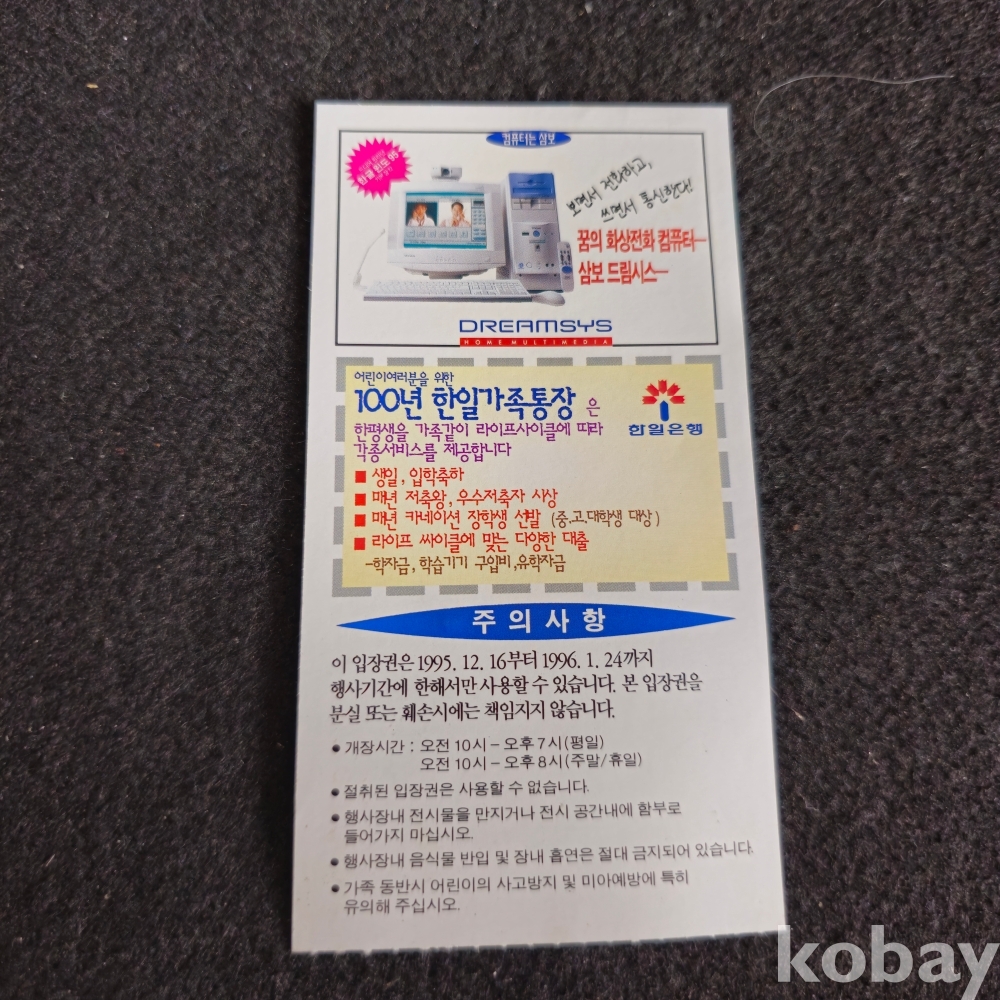 컴퓨터는 삼보
한글 윈도 95
보면서 전화하고,
쓰면서 통신한다!
꿈의 화상전화 컴퓨터—
삼보 드림시스—
DREAMSYS
HOME MULTIMEDIA
어린이여러분을 위한
100년 한일가족통장 은
한평생을 가족같이 라이프사이클에 따라
각종서비스를 제공합니다
한일은행
■ 생일, 입학축하
■ 매년 저축왕, 우수저축자 시상
■ 매년 카네이션 장학생 선발 (중.고.대학생 대상)
■ 라이프 싸이클에 맞는 다양한 대출
-학자금, 학습기기 구입비, 유학자금
주의사항
이 입장권은 1995. 12. 16부터 1996. 1. 24까지
행사기간에 한해서만 사용할 수 있습니다. 본 입장권을
분실 또는 훼손시에는 책임지지 않습니다.
● 개장시간 : 오전 10시 – 오후 7시(평일)
오전 10시 – 오후 8시(주말/휴일)
● 절취된 입장권은 사용할 수 없습니다.
● 행사장내 전시물을 만지거나 전시 공간내에 함부로
들어가지 마십시오.
● 행사장내 음식물 반입 및 장내 흡연은 절대 금지되어 있습니다.
● 가족 동반시 어린이의 사고방지 및 미아예방에 특히
유의해 주십시오.
kobay